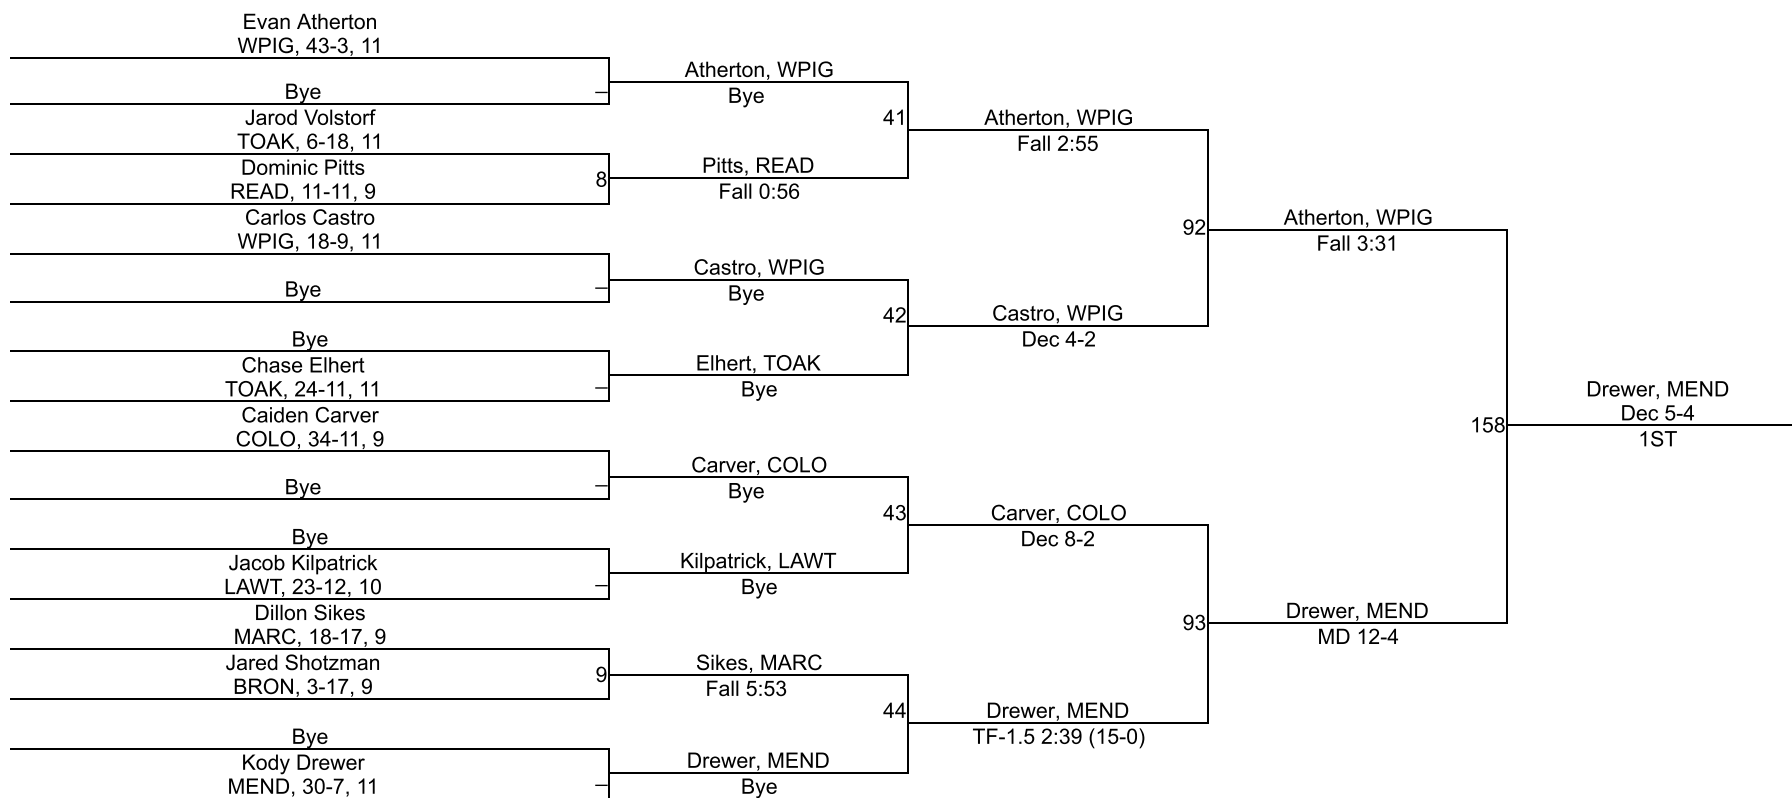 Evan Atherton
WPIG, 43-3, 11
Bye
Jarod Volstorf
TOAK, 6-18, 11
Dominic Pitts
READ, 11-11, 9
Carlos Castro
WPIG, 18-9, 11
Bye
Bye
Chase Elhert
TOAK, 24-11, 11
Caiden Carver
COLO, 34-11, 9
Bye
Bye
Jacob Kilpatrick
LAWT, 23-12, 10
Dillon Sikes
MARC, 18-17, 9
Jared Shotzman
BRON, 3-17, 9
Bye
Kody Drewer
MEND, 30-7, 11
–
8
–
–
–
–
9
–
Atherton, WPIG
Bye
Pitts, READ
Fall 0:56
Castro, WPIG
Bye
Elhert, TOAK
Bye
Carver, COLO
Bye
Kilpatrick, LAWT
Bye
Sikes, MARC
Fall 5:53
Drewer, MEND
Bye
41
42
43
44
Atherton, WPIG
Fall 2:55
Castro, WPIG
Dec 4-2
Carver, COLO
Dec 8-2
Drewer, MEND
TF-1.5 2:39 (15-0)
92
93
Atherton, WPIG
Fall 3:31
Drewer, MEND
MD 12-4
158
Drewer, MEND
Dec 5-4
1ST